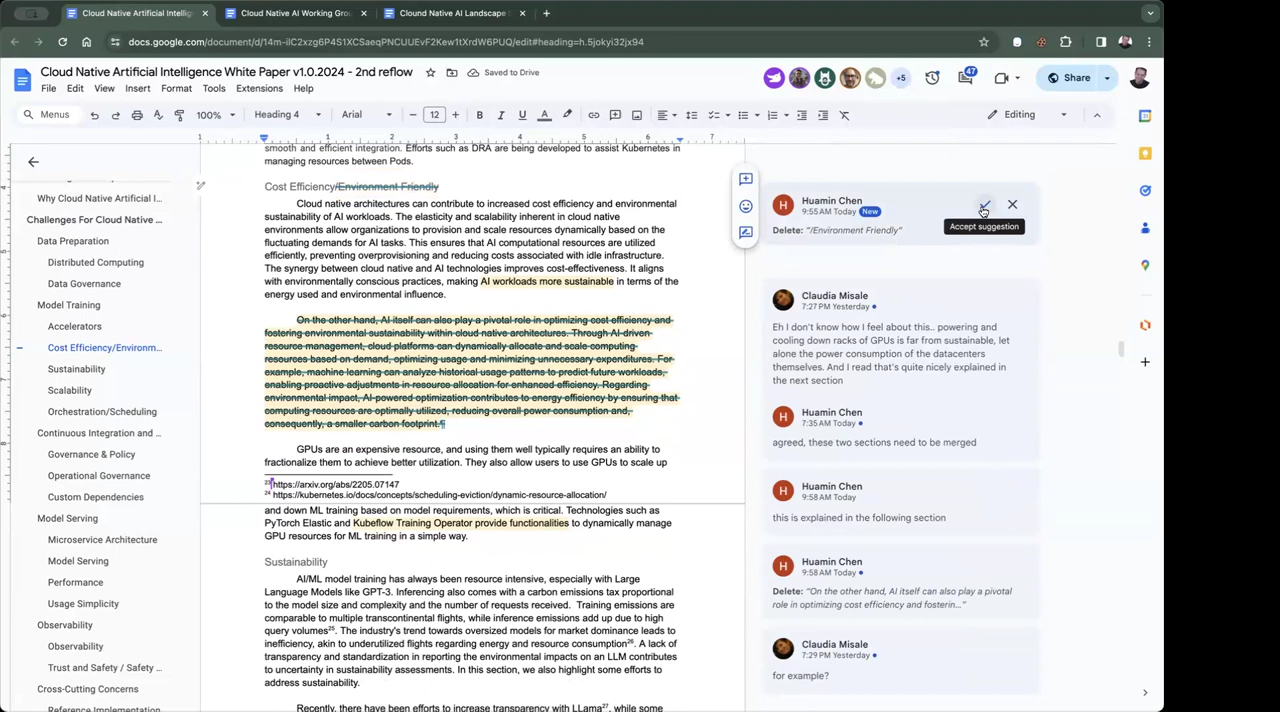 Cloud Native Artificial Intellig
Cloud Native AI Working Grou
Clound Native AI Landscape
docs.google.com/document/d/14m-ilC2xzg6P4S1XCSaeqPNCUUEvF2Kew1tXrdW6PUQ/edit#heading=h.5jokyi32jx94
Cloud Native Artificial Intelligence White Paper v1.0.2024 - 2nd reflow
Saved to Drive
+5
47
Share
File Edit View Insert Format Tools Extensions Help
Menus
100%
Heading 4
Arial
12
Editing
1 1 2 3 4 5 6 7
smooth and efficient integration. Efforts such as DRA are being developed to assist Kubernetes in
managing resources between Pods.
Cost Efficiency/Environment Friendly
Cloud native architectures can contribute to increased cost efficiency and environmental
sustainability of AI workloads. The elasticity and scalability inherent in cloud native
environments allow organizations to provision and scale resources dynamically based on the
fluctuating demands for AI tasks. This ensures that AI computational resources are utilized
efficiently, preventing overprovisioning and reducing costs associated with idle infrastructure.
The synergy between cloud native and AI technologies improves cost-effectiveness. It aligns
with environmentally conscious practices, making AI workloads more sustainable in terms of the
energy used and environmental influence.
On the other hand, AI itself can also play a pivotal role in optimizing cost efficiency and
fostering environmental sustainability within cloud native architectures. Through AI-driven
resource management, cloud platforms can dynamically allocate and scale computing
resources based on demand, optimizing usage and minimizing unnecessary expenditures. For
example, machine learning can analyze historical usage patterns to predict future workloads,
enabling proactive adjustments in resource allocation for enhanced efficiency. Regarding
environmental impact, AI-powered optimization contributes to energy efficiency by ensuring that
computing resources are optimally utilized, reducing overall power consumption and,
consequently, a smaller carbon footprint.¶
GPUs are an expensive resource, and using them well typically requires an ability to
fractionalize them to achieve better utilization. They also allow users to use GPUs to scale up
23 https://arxiv.org/abs/2205.07147
24 https://kubernetes.io/docs/concepts/scheduling-eviction/dynamic-resource-allocation/
and down ML training based on model requirements, which is critical. Technologies such as
PyTorch Elastic and Kubeflow Training Operator provide functionalities to dynamically manage
GPU resources for ML training in a simple way.
Sustainability
AI/ML model training has always been resource intensive, especially with Large
Language Models like GPT-3. Inferencing also comes with a carbon emissions tax proportional
to the model size and complexity and the number of requests received. Training emissions are
comparable to multiple transcontinental flights, while inference emissions add up due to high
query volumes25. The industry's trend towards oversized models for market dominance leads to
inefficiency, akin to underutilized flights regarding energy and resource consumption26. A lack of
transparency and standardization in reporting the environmental impacts on an LLM contributes
to uncertainty in sustainability assessments. In this section, we also highlight some efforts to
address sustainability.
Recently, there have been efforts to increase transparency with LLama27, while some
Why Cloud Native Artificial I...
Challenges For Cloud Native ...
Data Preparation
Distributed Computing
Data Governance
Model Training
Accelerators
Cost Efficiency/Environm...
Sustainability
Scalability
Orchestration/Scheduling
Continuous Integration and ...
Governance & Policy
Operational Governance
Custom Dependencies
Model Serving
Microservice Architecture
Model Serving
Performance
Usage Simplicity
Observability
Observability
Trust and Safety / Safety ...
Cross-Cutting Concerns
Reference Implementation
H
Huamin Chen
9:55 AM Today New
Accept suggestion
Delete: "/Environment Friendly"
Claudia Misale
7:27 PM Yesterday
Eh I don't know how I feel about this.. powering and
cooling down racks of GPUs is far from sustainable, let
alone the power consumption of the datacenters
themselves. And I read that's quite nicely explained in
the next section
H
Huamin Chen
7:35 AM Today
agreed, these two sections need to be merged
H
Huamin Chen
9:58 AM Today
this is explained in the following section
H
Huamin Chen
9:58 AM Today
Delete: "On the other hand, AI itself can also play a pivotal
role in optimizing cost efficiency and fosterin..."
Claudia Misale
7:29 PM Yesterday
for example?